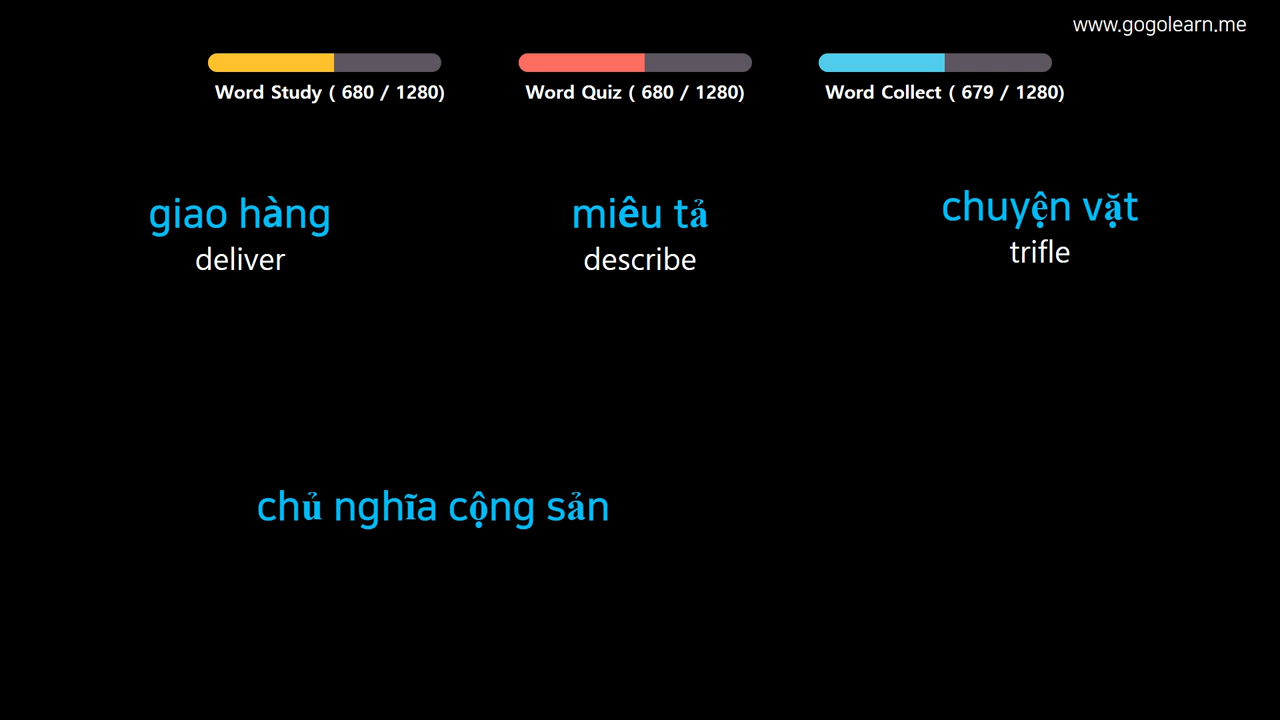 www.gogolearn.me
Word Study ( 680 / 1280)
Word Quiz ( 680 / 1280)
Word Collect ( 679 / 1280)
giao hàng
deliver
miêu tả
describe
chuyện vặt
trifle
chủ nghĩa cộng sản